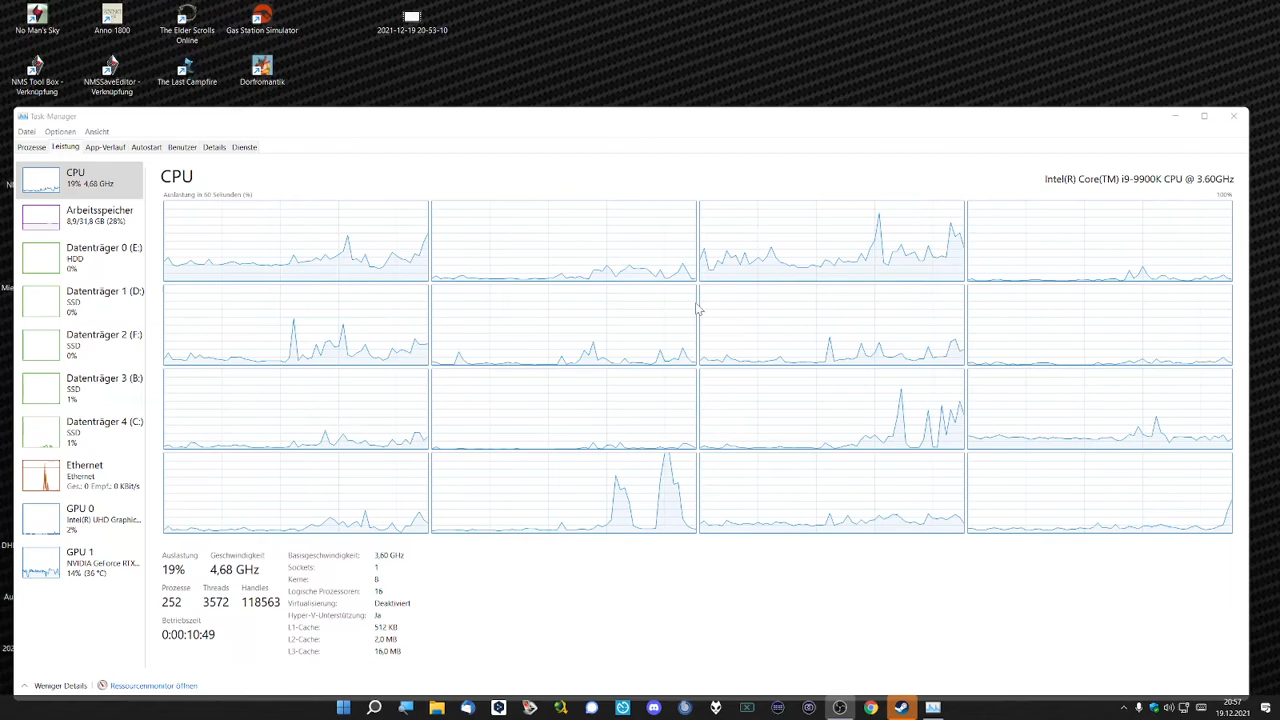 No Man's Sky
Anno 1800
The Elder Scrolls
Online
Gas Station Simulator
2021-12-19 20-53-10
NMS Tool Box -
Verknüpfung
NMSSaveEditor -
Verknüpfung
The Last Campfire
Dorfromantik
Task-Manager
Datei Optionen Ansicht
Prozesse Leistung App-Verlauf Autostart Benutzer Details Dienste
CPU
19% 4,68 GHz
Arbeitsspeicher
8,9/31,8 GB (28%)
Datenträger 0 (E:)
HDD
0%
Datenträger 1 (D:)
SSD
0%
Datenträger 2 (F:)
SSD
0%
Datenträger 3 (B:)
SSD
1%
Datenträger 4 (C:)
SSD
1%
Ethernet
Ethernet
Ges.: 0 Empf.: 0 KBit/s
GPU 0
Intel(R) UHD Graphic...
2%
GPU 1
NVIDIA GeForce RTX...
14% (36 °C)
CPU
Intel(R) Core(TM) i9-9900K CPU @ 3.60GHz
Auslastung in 60 Sekunden (%)
100%
Auslastung Geschwindigkeit
19% 4,68 GHz
Prozesse Threads Handles
252 3572 118563
Betriebszeit
0:00:10:49
Basisgeschwindigkeit: 3,60 GHz
Sockets: 1
Kerne: 8
Logische Prozessoren: 16
Virtualisierung: Deaktiviert
Hyper-V-Unterstützung: Ja
L1-Cache: 512 KB
L2-Cache: 2,0 MB
L3-Cache: 16,0 MB
Weniger Details
Ressourcenmonitor öffnen
20:57
19.12.2021